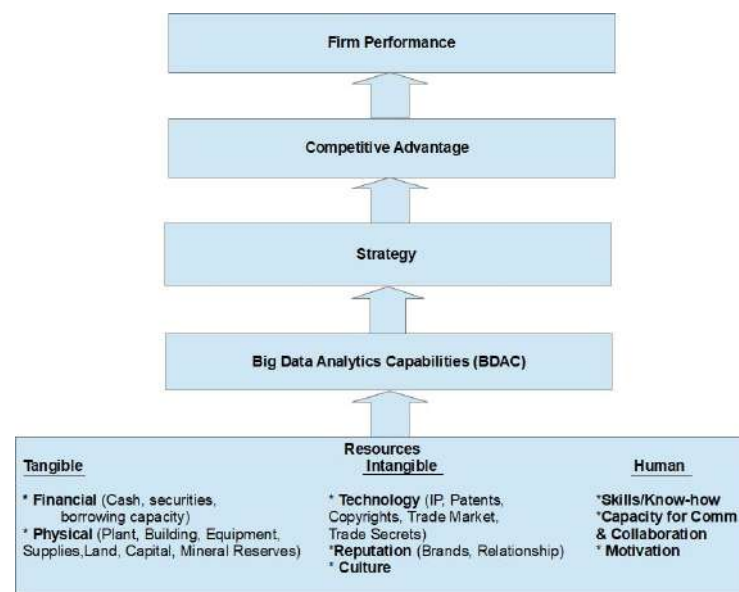 Firm Performance
Competitive Advantage
Strategy
Big Data Analytics Capabilities (BDAC)
Resources
Tangible
* Financial (Cash, securities,
borrowing capacity)
* Physical (Plant, Building, Equipment,
Supplies,Land, Capital, Mineral Reserves)
Intangible
* Technology (IP, Patents,
Copyrights, Trade Market,
Trade Secrets)
*Reputation (Brands, Relationship)
* Culture
Human
*Skills/Know-how
*Capacity for Comm
& Collaboration
* Motivation